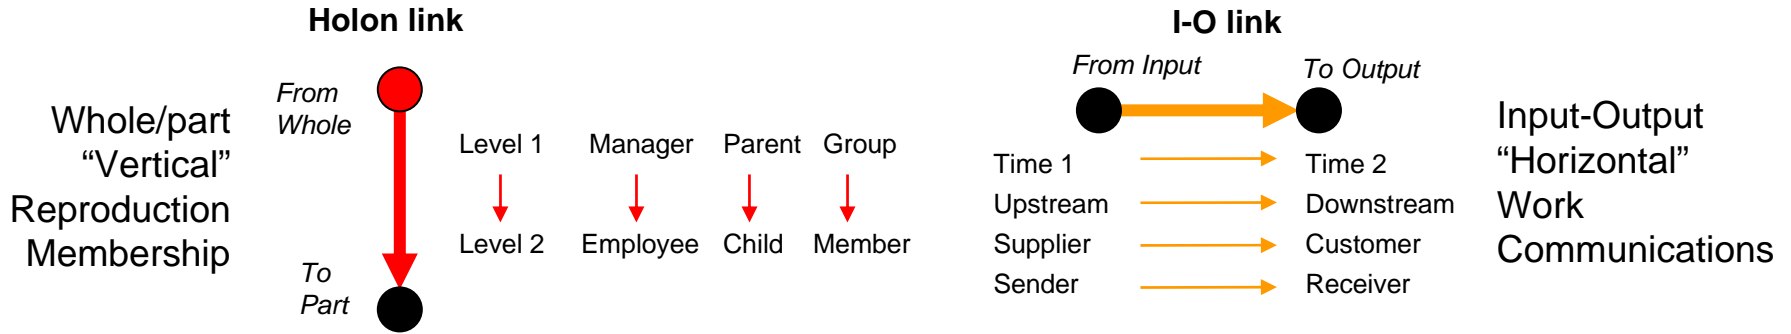 Holon link
From
Whole
Whole/part
“Vertical”
Reproduction
Membership
To
Part
Level 1 Manager Parent Group
Level 2 Employee Child Member
I-O link
From Input To Output
Time 1 Time 2
Upstream Downstream
Supplier Customer
Sender Receiver
Input-Output
“Horizontal”
Work
Communications